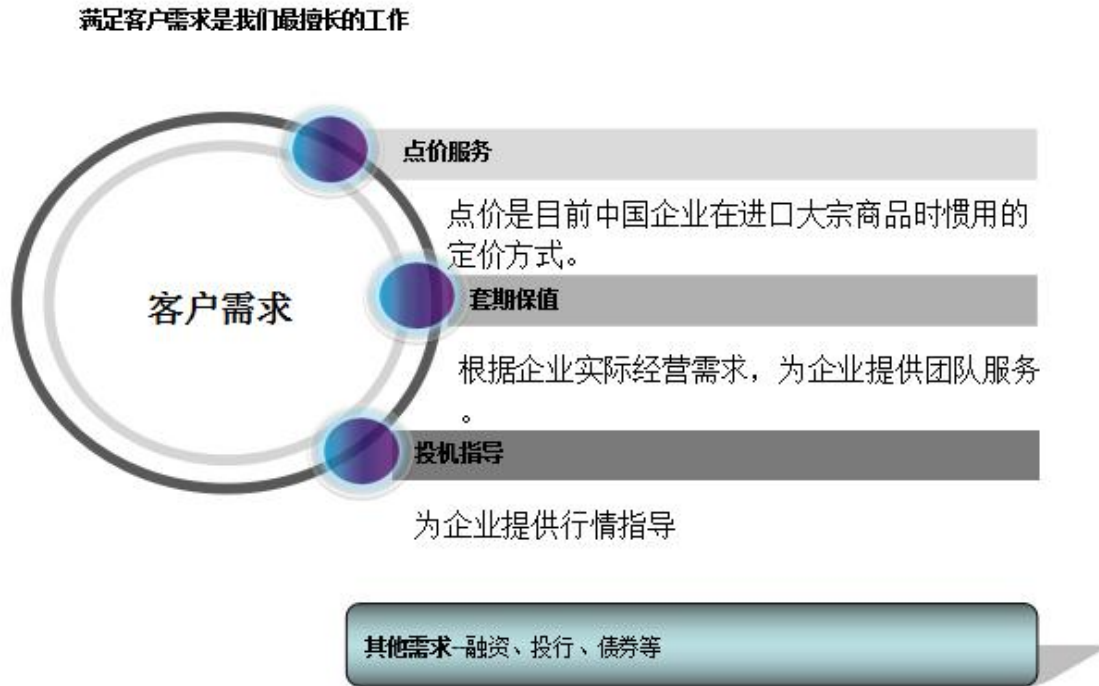 满足客户需求是我们最擅长的工作
点价服务
点价是目前中国企业在进口大宗商品时惯用的
定价方式。
客户需求
套期保值
根据企业实际经营需求，为企业提供团队服务
。
投机指导
为企业提供行情指导
其他需求--融资、投行、债券等